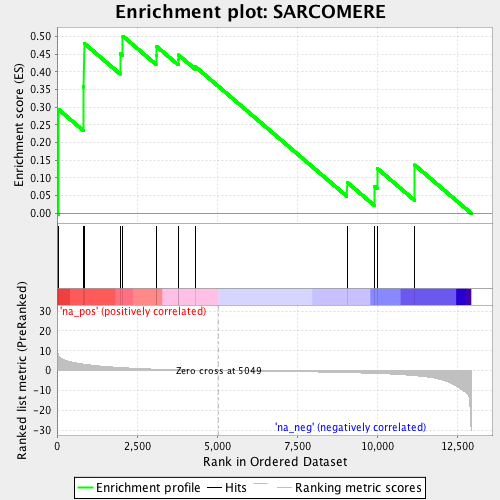 Enrichment plot: SARCOMERE
Enrichment score (ES)
0.50
0.45
0.40
0.35
0.30
0.25
0.20
0.15
0.10
0.05
0.00
'na_pos' (positively correlated)
Ranked list metric (PreRanked)
30
20
10
0
-10
-20
-30
Zero cross at 5049
'na_neg' (negatively correlated)
0 2,500 5,000 7,500 10,000 12,500
Rank in Ordered Dataset
Enrichment profile Hits Ranking metric scores